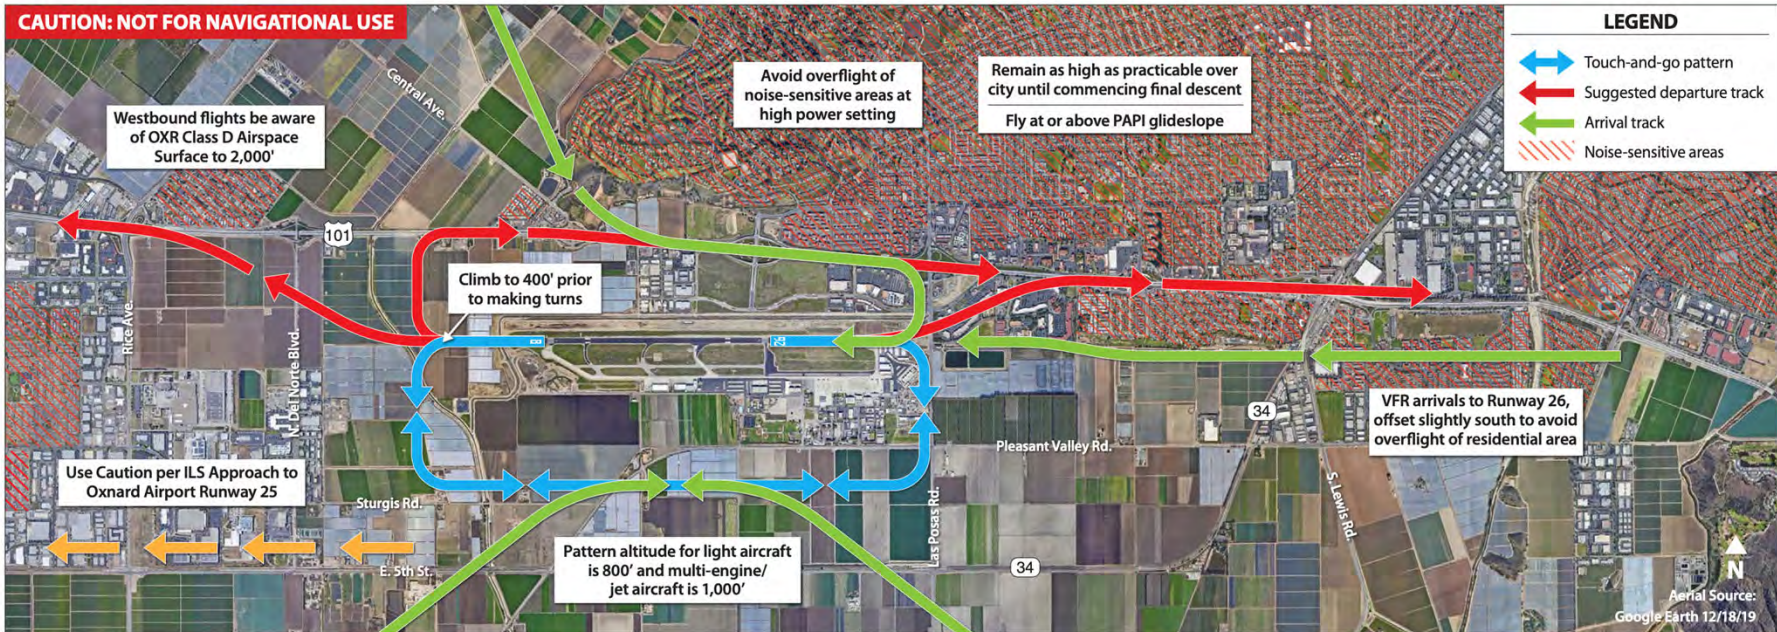 CAUTION: NOT FOR NAVIGATIONAL USE
LEGEND
Touch-and-go pattern
Suggested departure track
Arrival track
Noise-sensitive areas
Central Ave.
Avoid overflight of
noise-sensitive areas at
high power setting
Remain as high as practicable over
city until commencing final descent
Fly at or above PAPI glideslope
Westbound flights be aware
of OXR Class D Airspace
Surface to 2,000'
101
Climb to 400' prior
to making turns
Rice Ave.
N. Del Norte Blvd.
26
VFR arrivals to Runway 26,
offset slightly south to avoid
overflight of residential area
34
Pleasant Valley Rd.
Use Caution per ILS Approach to
Oxnard Airport Runway 25
Sturgis Rd.
Las Posas Rd.
S. Lewis Rd.
Pattern altitude for light aircraft
is 800' and multi-engine/
jet aircraft is 1,000'
E. 5th St.
34
N
Aerial Source:
Google Earth 12/18/19